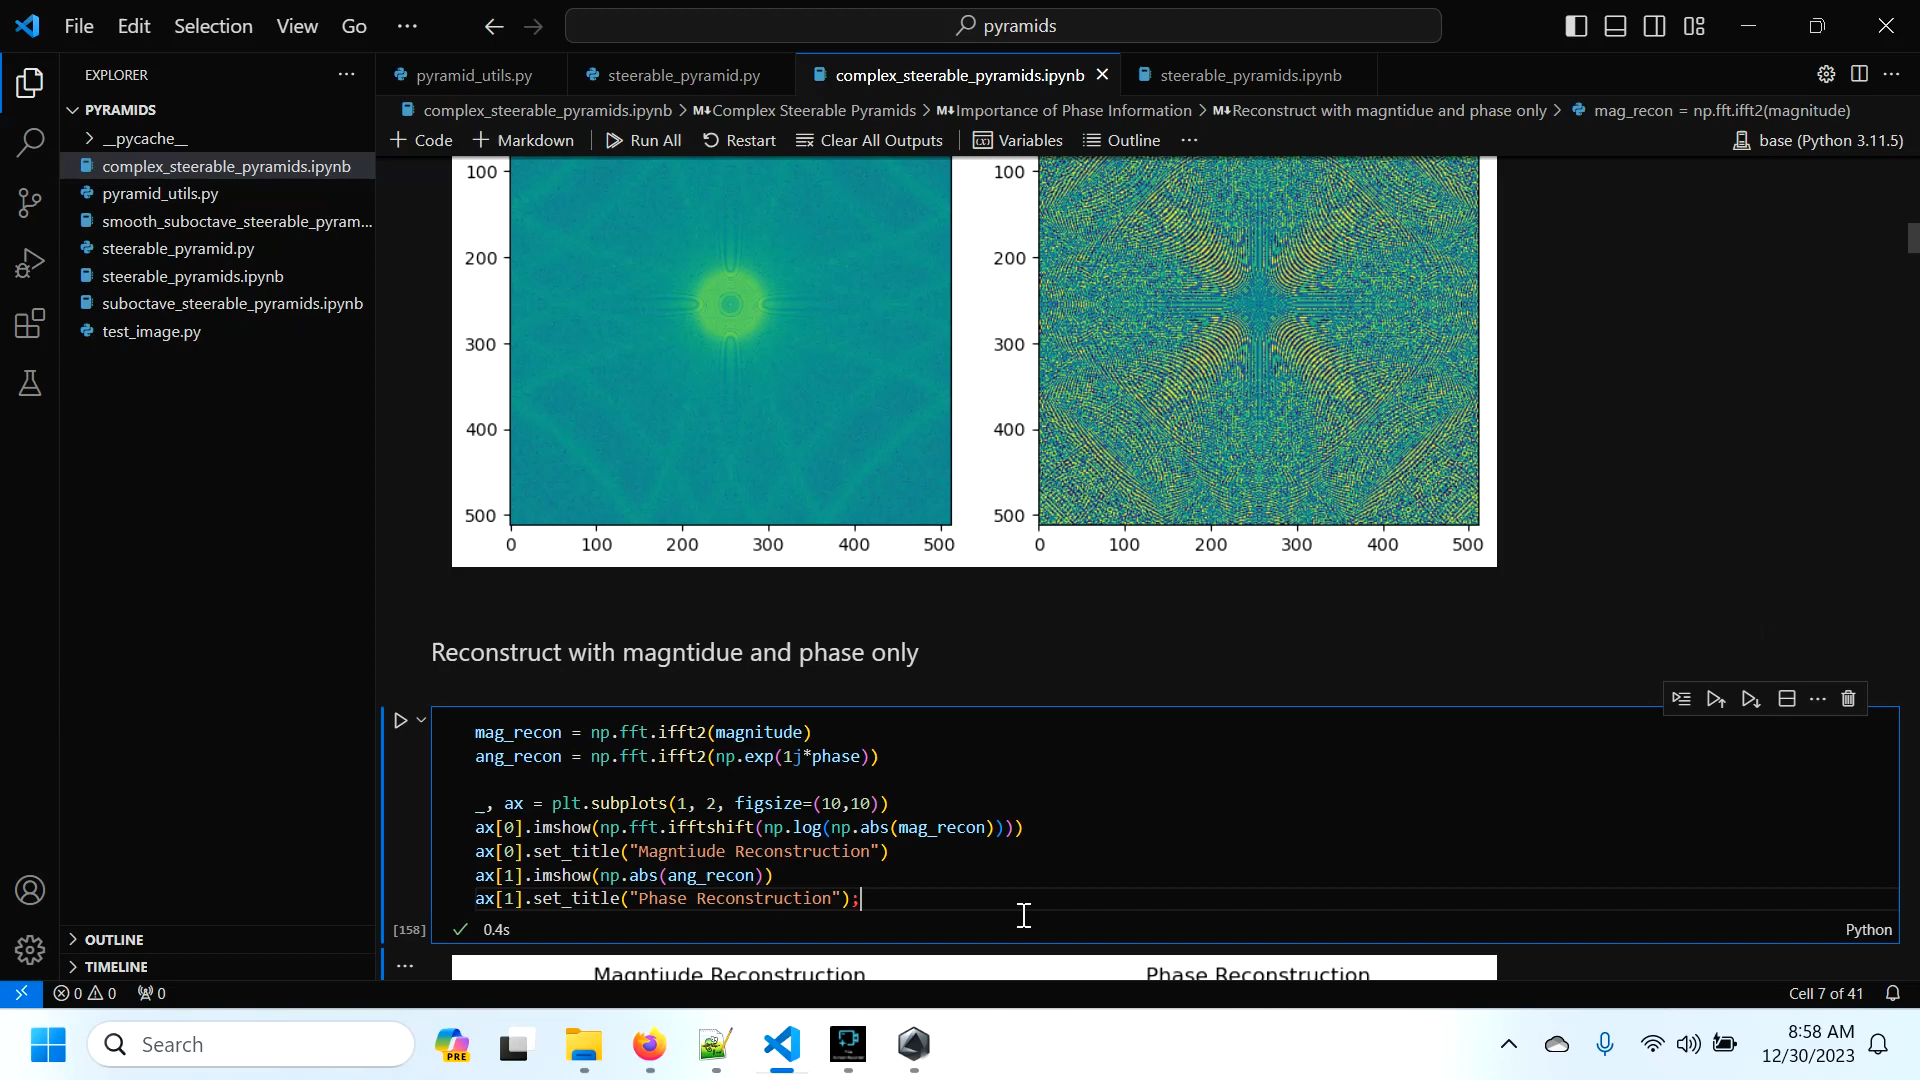 File Edit Selection View Go ···
pyramids
EXPLORER
PYRAMIDS
__pycache__
complex_steerable_pyramids.ipynb
pyramid_utils.py
smooth_suboctave_steerable_pyram...
steerable_pyramid.py
steerable_pyramids.ipynb
suboctave_steerable_pyramids.ipynb
test_image.py
OUTLINE
TIMELINE
pyramid_utils.py
steerable_pyramid.py
complex_steerable_pyramids.ipynb
steerable_pyramids.ipynb
complex_steerable_pyramids.ipynb > M↓Complex Steerable Pyramids > M↓Importance of Phase Information > M↓Reconstruct with magntidue and phase only > mag_recon = np.fft.ifft2(magnitude)
+ Code + Markdown Run All Restart Clear All Outputs Variables Outline ··· base (Python 3.11.5)
100
200
300
400
500
0 100 200 300 400 500
100
200
300
400
500
0 100 200 300 400 500
Reconstruct with magntidue and phase only
mag_recon = np.fft.ifft2(magnitude)
ang_recon = np.fft.ifft2(np.exp(1j*phase))
_, ax = plt.subplots(1, 2, figsize=(10,10))
ax[0].imshow(np.fft.ifftshift(np.log(np.abs(mag_recon))))
ax[0].set_title("Magntiude Reconstruction")
ax[1].imshow(np.abs(ang_recon))
ax[1].set_title("Phase Reconstruction");
[158] 0.4s Python
Magntiude Reconstruction Phase Reconstruction
0 0 0 Cell 7 of 41
Search
PRE
8:58 AM
12/30/2023